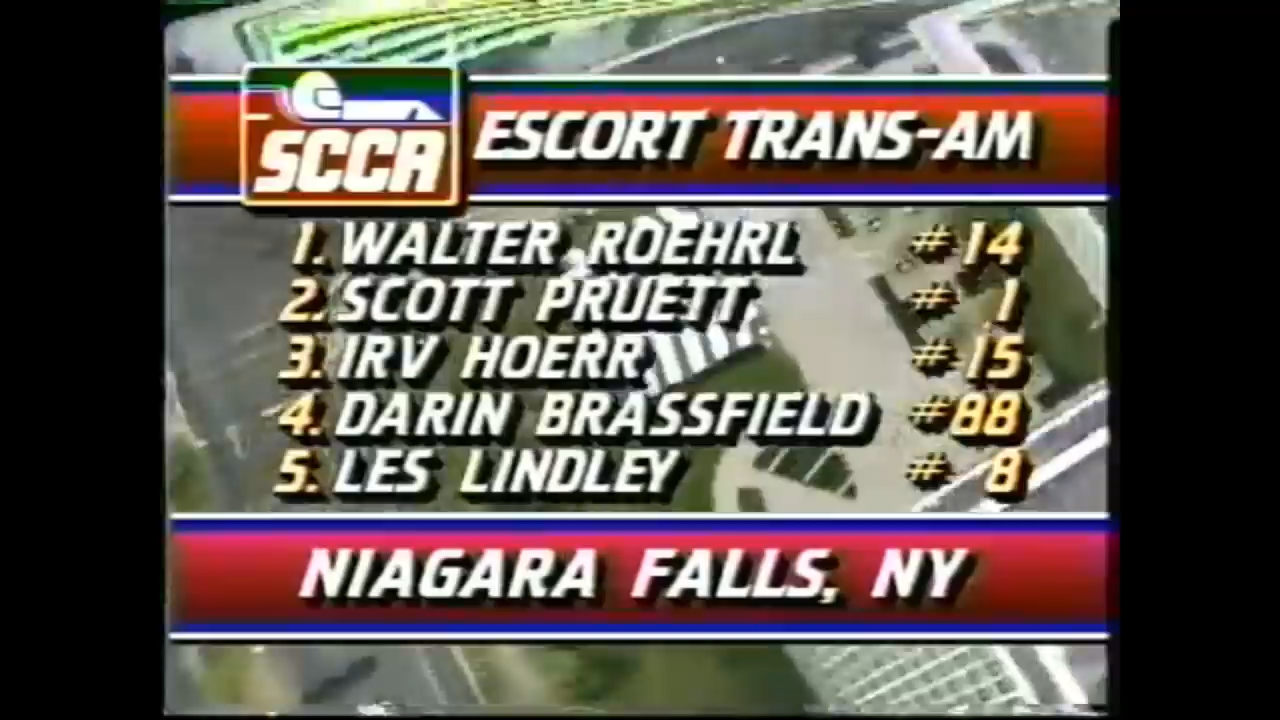 SCCA
ESCORT TRANS-AM
1. WALTER ROEHRL #14
2. SCOTT PRUETT # 1
3. IRV HOERR #15
4. DARIN BRASSFIELD #88
5. LES LINDLEY # 8
NIAGARA FALLS, NY